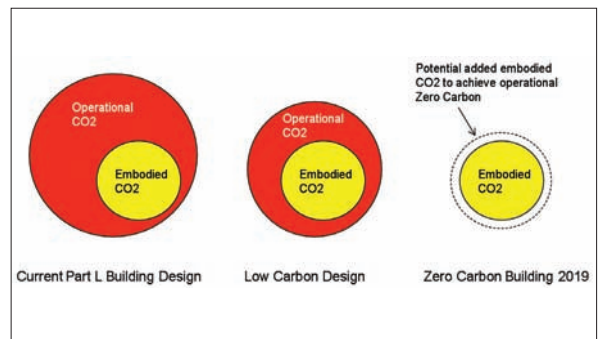 Potential added embodied
CO2 to achieve operational
Zero Carbon
Operational
CO2
Embodied
CO2
Operational
CO2
Embodied
CO2
Embodied
CO2
Current Part L Building Design
Low Carbon Design
Zero Carbon Building 2019